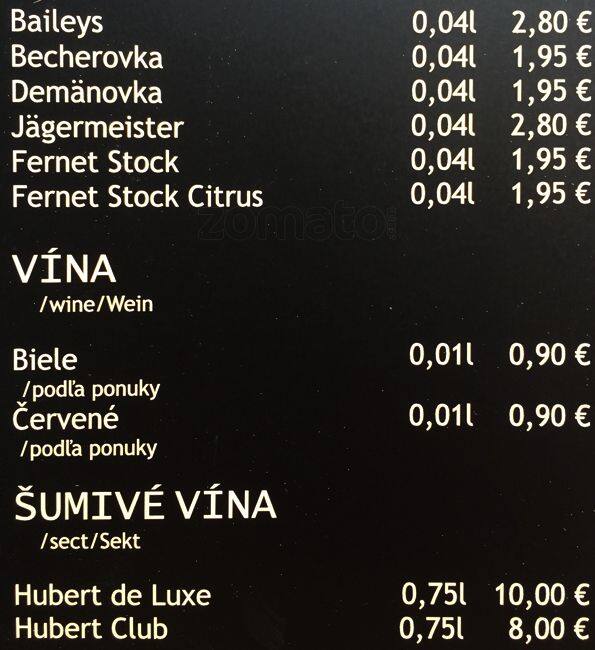 Baileys 0,04l 2,80 €
Becherovka 0,04l 1,95 €
Demänovka 0,04l 1,95 €
Jägermeister 0,04l 2,80 €
Fernet Stock 0,04l 1,95 €
Fernet Stock Citrus 0,04l 1,95 €
zomato
VÍNA
/wine/Wein
Biele 0,01l 0,90 €
/podľa ponuky
Červené 0,01l 0,90 €
/podľa ponuky
ŠUMIVÉ VÍNA
/sect/Sekt
Hubert de Luxe 0,75l 10,00 €
Hubert Club 0,75l 8,00 €